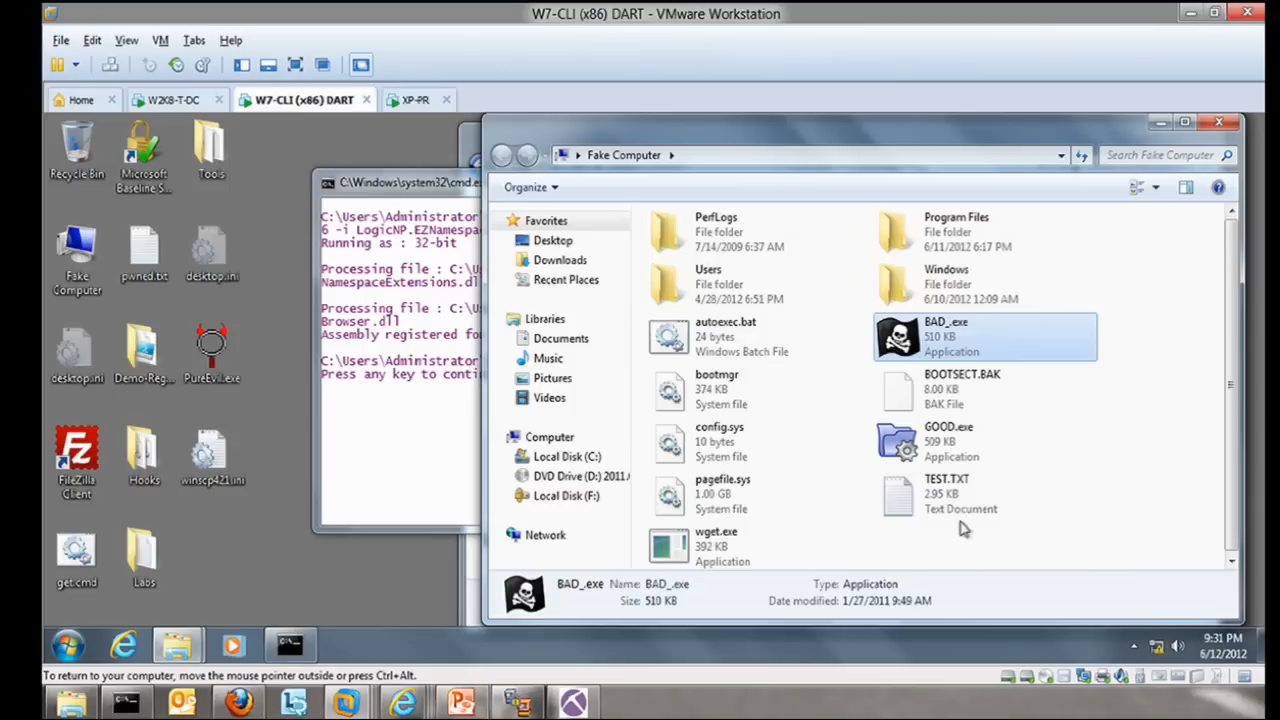 W7-CLI (x86) DART - VMware Workstation
File Edit View VM Tabs Help
Home W2K8-T-DC W7-CLI (x86) DART XP-PR
Recycle Bin
Microsoft Baseline S...
Tools
Fake Computer
pwned.txt
desktop.ini
desktop.ini
Demo-Reg...
PureEvil.exe
FileZilla Client
Hooks
winscp421.ini
get.cmd
Labs
C:\Windows\system32\cmd.e
C:\Users\Administrator
6 -i LogicNP.EZNamespac
Running as : 32-bit
Processing file : C:\U
NamespaceExtensions.dl
Processing file : C:\U
Browser.dll
Assembly registered fo
C:\Users\Administrator
Press any key to conti
Fake Computer
Search Fake Computer
Organize
Favorites
Desktop
Downloads
Recent Places
Libraries
Documents
Music
Pictures
Videos
Computer
Local Disk (C:)
DVD Drive (D:) 2011.
Local Disk (F:)
Network
PerfLogs
File folder
7/14/2009 6:37 AM
Program Files
File folder
6/11/2012 6:17 PM
Users
File folder
4/28/2012 6:51 PM
Windows
File folder
6/10/2012 12:09 AM
autoexec.bat
24 bytes
Windows Batch File
BAD_.exe
510 KB
Application
bootmgr
374 KB
System file
BOOTSECT.BAK
8.00 KB
BAK File
config.sys
10 bytes
System file
GOOD.exe
509 KB
Application
pagefile.sys
1.00 GB
System file
TEST.TXT
2.95 KB
Text Document
wget.exe
392 KB
Application
BAD_.exe Name: BAD_.exe Type: Application
Size: 510 KB Date modified: 1/27/2011 9:49 AM
9:31 PM
6/12/2012
To return to your computer, move the mouse pointer outside or press Ctrl+Alt.